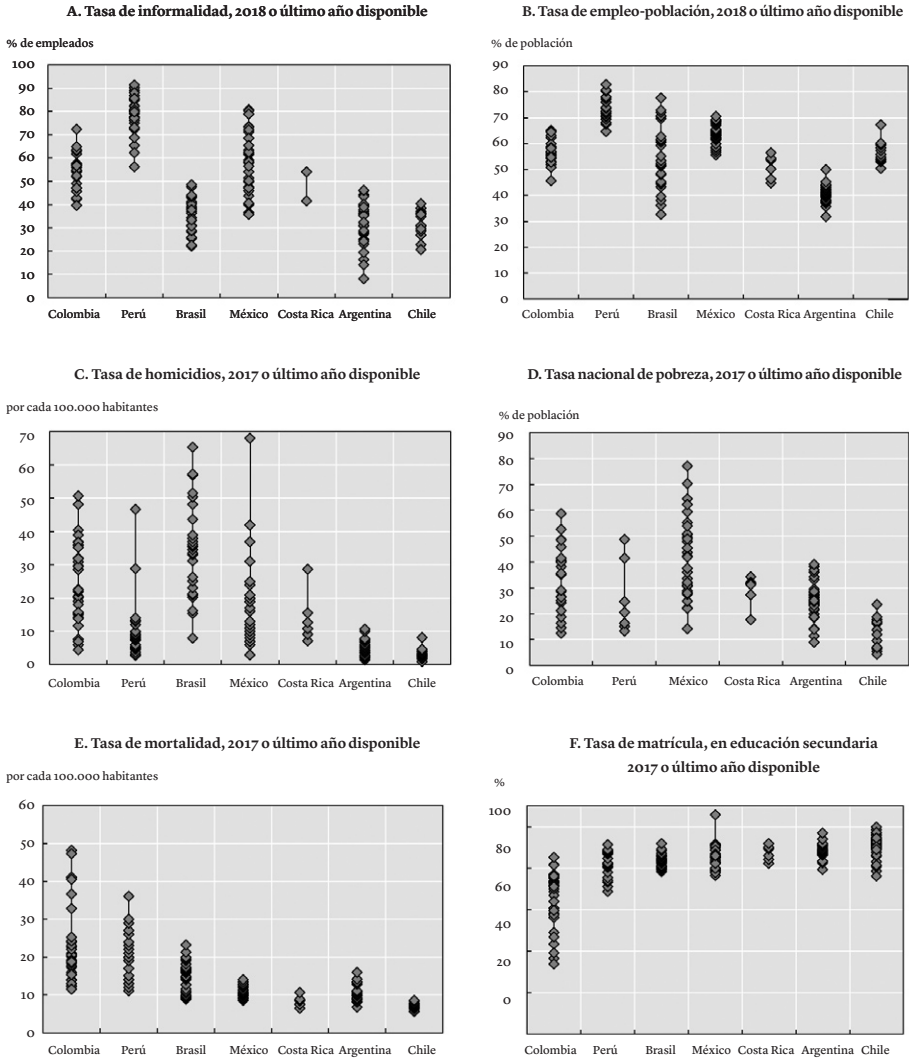 A. Tasa de informalidad, 2018 o último año disponible
% de empleados
100
90
80
70
60
50
40
30
20
10
0
Colombia Perú Brasil México Costa Rica Argentina Chile
B. Tasa de empleo-población, 2018 o último año disponible
% de población
90
80
70
60
50
40
30
20
10
0
Colombia Perú Brasil México Costa Rica Argentina Chile
C. Tasa de homicidios, 2017 o último año disponible
por cada 100.000 habitantes
70
60
50
40
30
20
10
0
Colombia Perú Brasil México Costa Rica Argentina Chile
D. Tasa nacional de pobreza, 2017 o último año disponible
% de población
90
80
70
60
50
40
30
20
10
0
Colombia Perú México Costa Rica Argentina Chile
E. Tasa de mortalidad, 2017 o último año disponible
por cada 100.000 habitantes
60
50
40
30
20
10
0
Colombia Perú Brasil México Costa Rica Argentina Chile
F. Tasa de matrícula, en educación secundaria
2017 o último año disponible
%
100
80
60
40
20
0
Colombia Perú Brasil México Costa Rica Argentina Chile